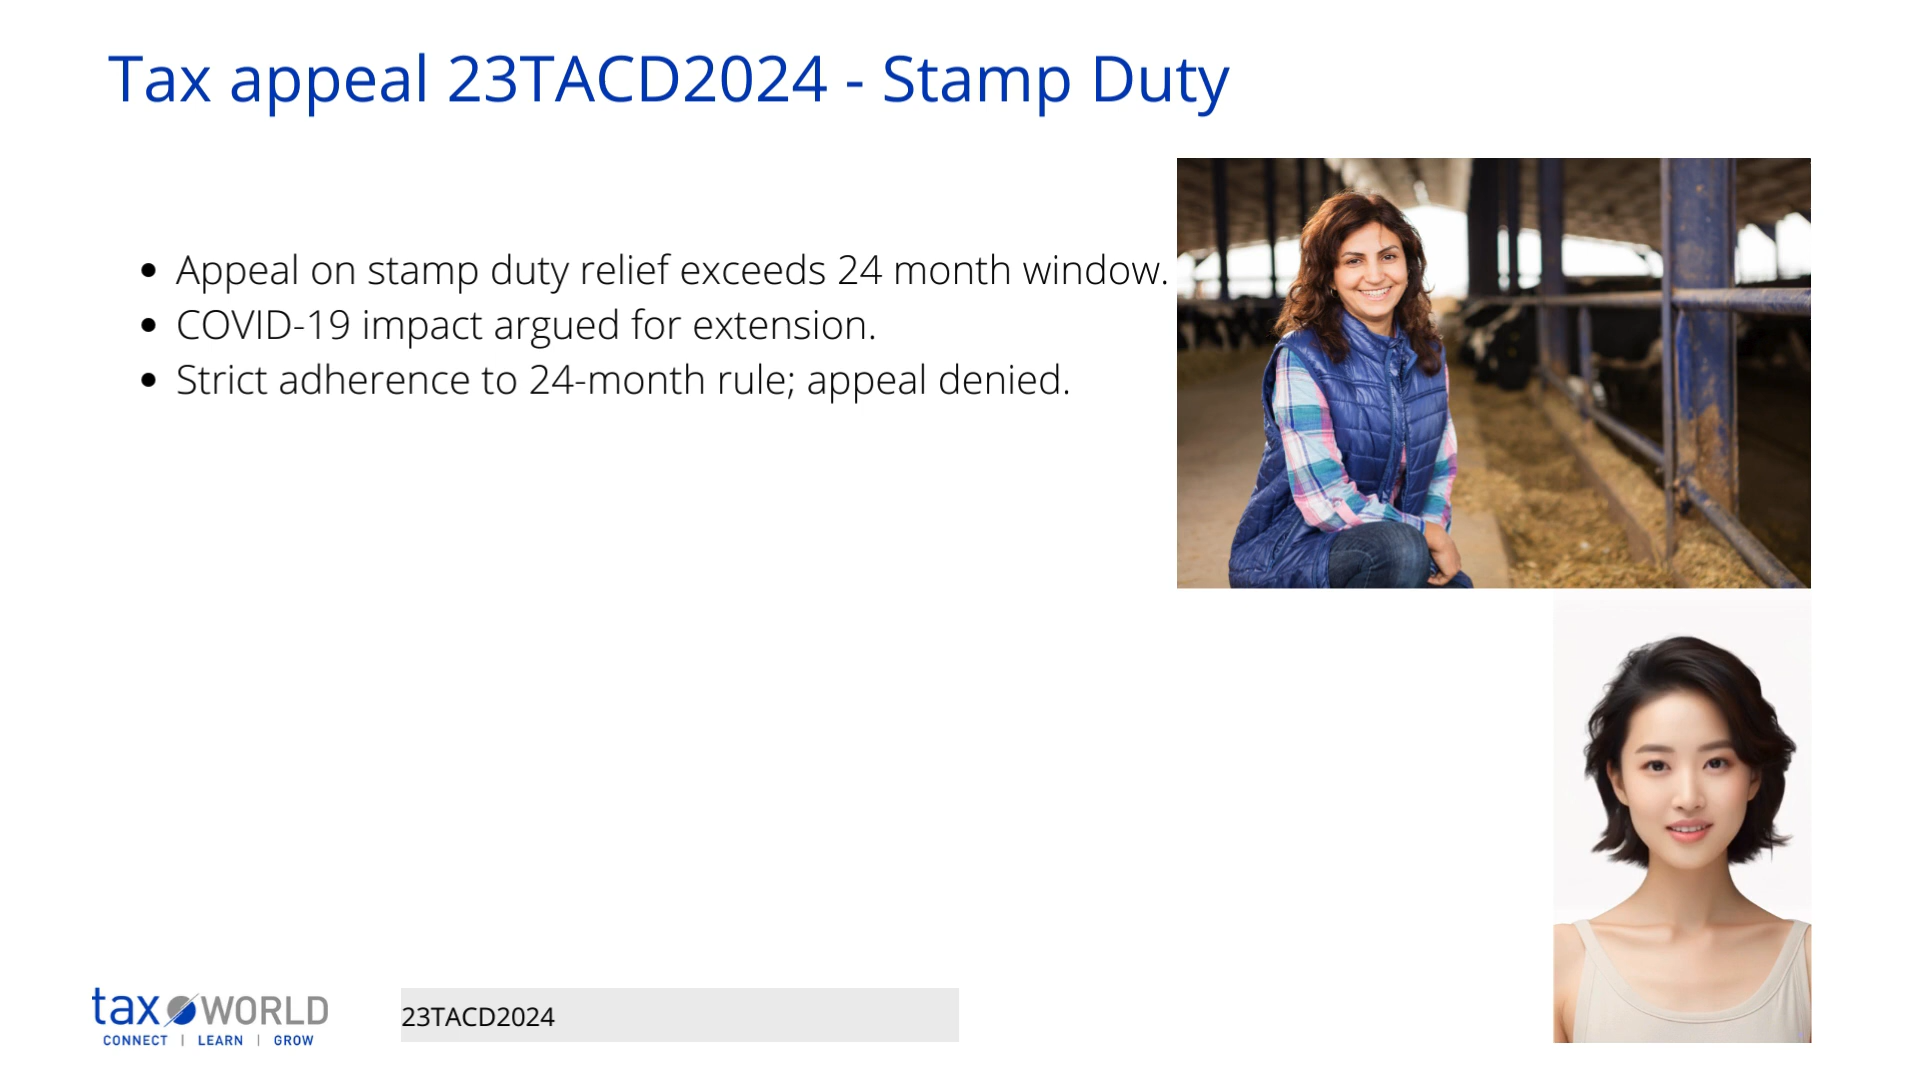 Tax appeal 23TACD2024 - Stamp Duty
• Appeal on stamp duty relief exceeds 24 month window.
• COVID-19 impact argued for extension.
• Strict adherence to 24-month rule; appeal denied.
tax WORLD
CONNECT | LEARN | GROW
23TACD2024